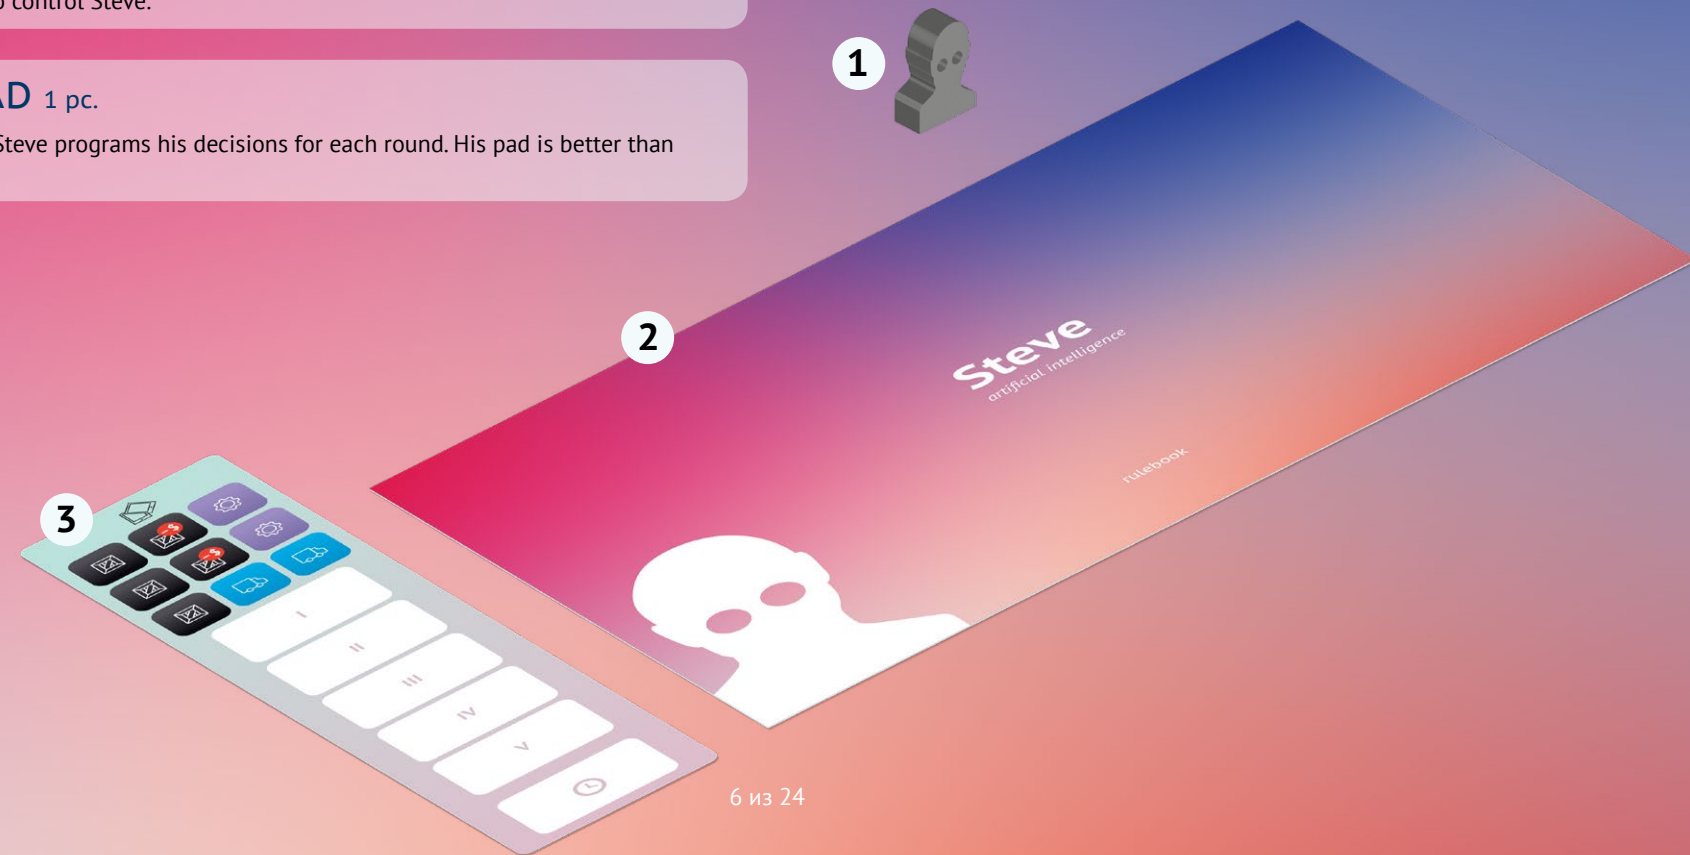 o control Steve.
AD 1 pc.
Steve programs his decisions for each round. His pad is better than
1
2
Steve
artificial intelligence
rulebook
3
I
II
III
IV
V
6 из 24